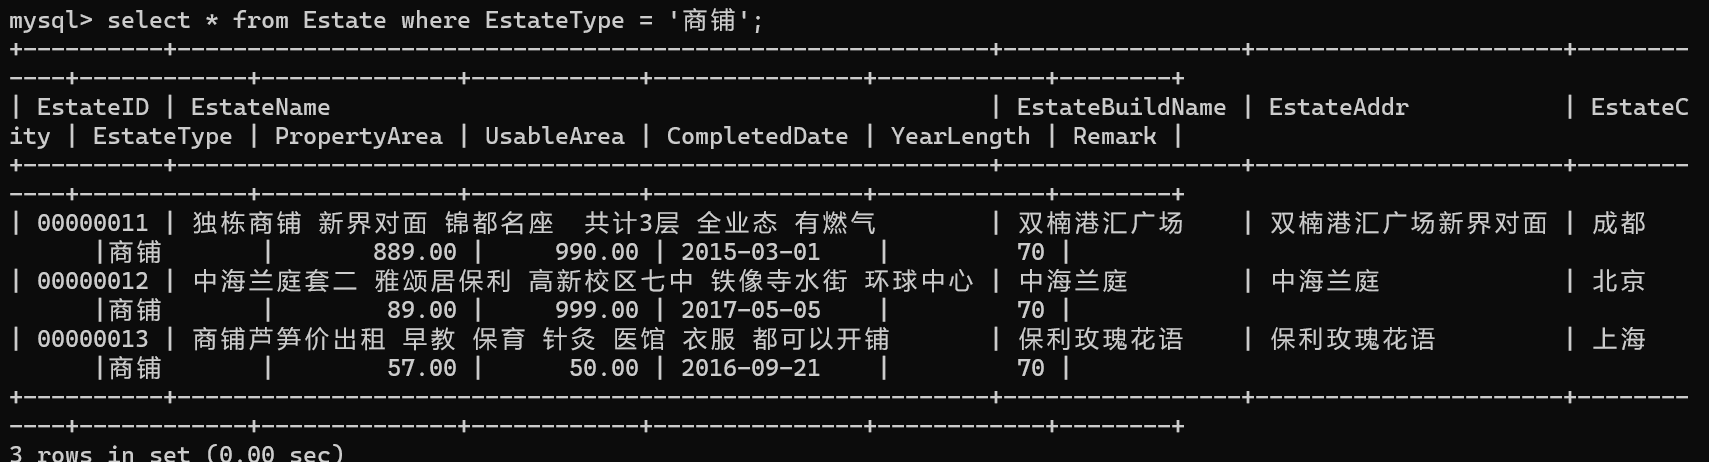 mysql> select * from Estate where EstateType = '商铺';
+----------+----------------------------------------------------------+-----------------+----------------------+--------
----+------------+--------------+------------+---------------+------------+--------+
| EstateID | EstateName                                               | EstateBuildName | EstateAddr           | EstateC
ity | EstateType | PropertyArea | UsableArea | CompletedDate | YearLength | Remark |
+----------+----------------------------------------------------------+-----------------+----------------------+--------
----+------------+--------------+------------+---------------+------------+--------+
| 00000011 | 独栋商铺 新界对面 锦都名座  共计3层 全业态 有燃气        | 双楠港汇广场    | 双楠港汇广场新界对面 | 成都
      |商铺       |       889.00 |     990.00 | 2015-03-01    |         70 |
| 00000012 | 中海兰庭套二 雅颂居保利 高新校区七中 铁像寺水街 环球中心 | 中海兰庭        | 中海兰庭             | 北京
      |商铺       |        89.00 |     999.00 | 2017-05-05    |         70 |
| 00000013 | 商铺芦笋价出租 早教 保育 针灸 医馆 衣服 都可以开铺       | 保利玫瑰花语    | 保利玫瑰花语         | 上海
      |商铺       |        57.00 |      50.00 | 2016-09-21    |         70 |
+----------+----------------------------------------------------------+-----------------+----------------------+--------
----+------------+--------------+------------+---------------+------------+--------+
3 rows in set (0.00 sec)